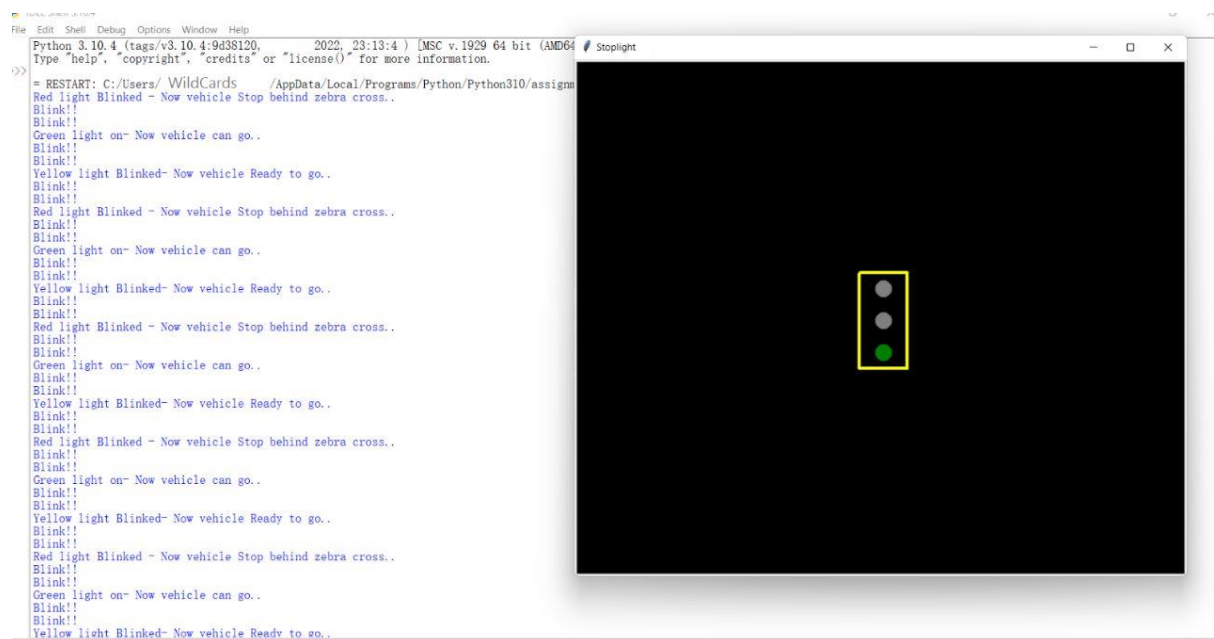 File Edit Shell Debug Options Window Help
Python 3.10.4 (tags/v3.10.4:9d38120, 2022, 23:13:4 ) [MSC v.1929 64 bit (AMD64
Type "help", "copyright", "credits" or "license()" for more information.
>>>
= RESTART: C:/Users/ WildCards /AppData/Local/Programs/Python/Python310/assignm
Red light Blinked - Now vehicle Stop behind zebra cross..
Blink!!
Blink!!
Green light on- Now vehicle can go..
Blink!!
Blink!!
Yellow light Blinked- Now vehicle Ready to go..
Blink!!
Blink!!
Red light Blinked - Now vehicle Stop behind zebra cross..
Blink!!
Blink!!
Green light on- Now vehicle can go..
Blink!!
Blink!!
Yellow light Blinked- Now vehicle Ready to go..
Blink!!
Blink!!
Red light Blinked - Now vehicle Stop behind zebra cross..
Blink!!
Blink!!
Green light on- Now vehicle can go..
Blink!!
Blink!!
Yellow light Blinked- Now vehicle Ready to go..
Blink!!
Blink!!
Red light Blinked - Now vehicle Stop behind zebra cross..
Blink!!
Blink!!
Green light on- Now vehicle can go..
Blink!!
Blink!!
Yellow light Blinked- Now vehicle Ready to go..
Blink!!
Blink!!
Red light Blinked - Now vehicle Stop behind zebra cross..
Blink!!
Blink!!
Green light on- Now vehicle can go..
Blink!!
Blink!!
Yellow light Blinked- Now vehicle Ready to go..
Stoplight